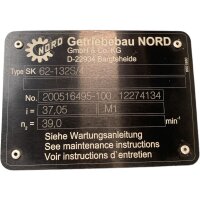 NORD
Getriebebau NORD
GmbH & Co. KG
D-22934 Bargteheide
Type SK 62-132S/4
No. 200516495-100 12274134
i = 37,05 M1
n₂ = 39,0 min⁻¹
Siehe Wartungsanleitung
See maintenance instructions
Voir instructions d'entretien